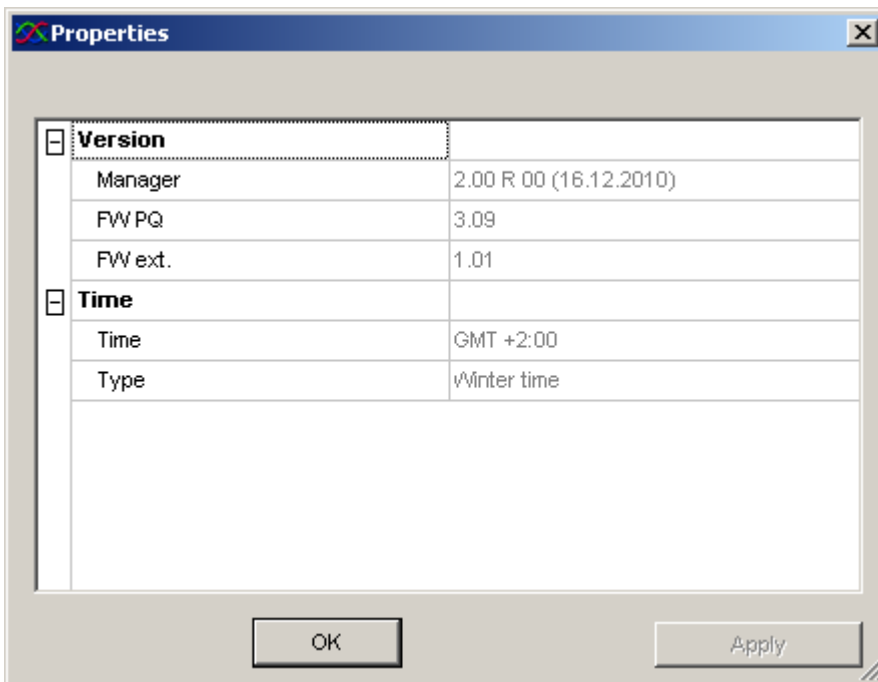 Properties
Version
Manager 2.00 R 00 (16.12.2010)
FW PQ 3.09
FW ext. 1.01
Time
Time GMT +2:00
Type Winter time
OK Apply